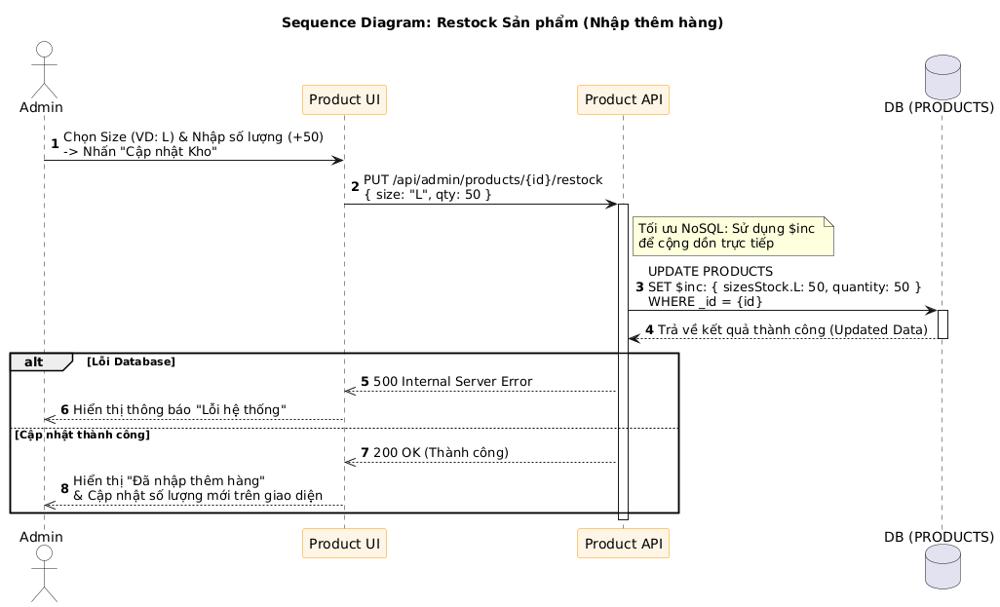 Sequence Diagram: Restock Sản phẩm (Nhập thêm hàng)
Admin
Product UI
Product API
DB (PRODUCTS)
1 Chọn Size (VD: L) & Nhập số lượng (+50)
-> Nhấn "Cập nhật Kho"
2 PUT /api/admin/products/{id}/restock
{ size: "L", qty: 50 }
Tối ưu NoSQL: Sử dụng $inc
để cộng dồn trực tiếp
UPDATE PRODUCTS
3 SET $inc: { sizesStock.L: 50, quantity: 50 }
WHERE _id = {id}
4 Trả về kết quả thành công (Updated Data)
alt [Lỗi Database]
5 500 Internal Server Error
6 Hiển thị thông báo "Lỗi hệ thống"
[Cập nhật thành công]
7 200 OK (Thành công)
8 Hiển thị "Đã nhập thêm hàng"
& Cập nhật số lượng mới trên giao diện
Admin
Product UI
Product API
DB (PRODUCTS)